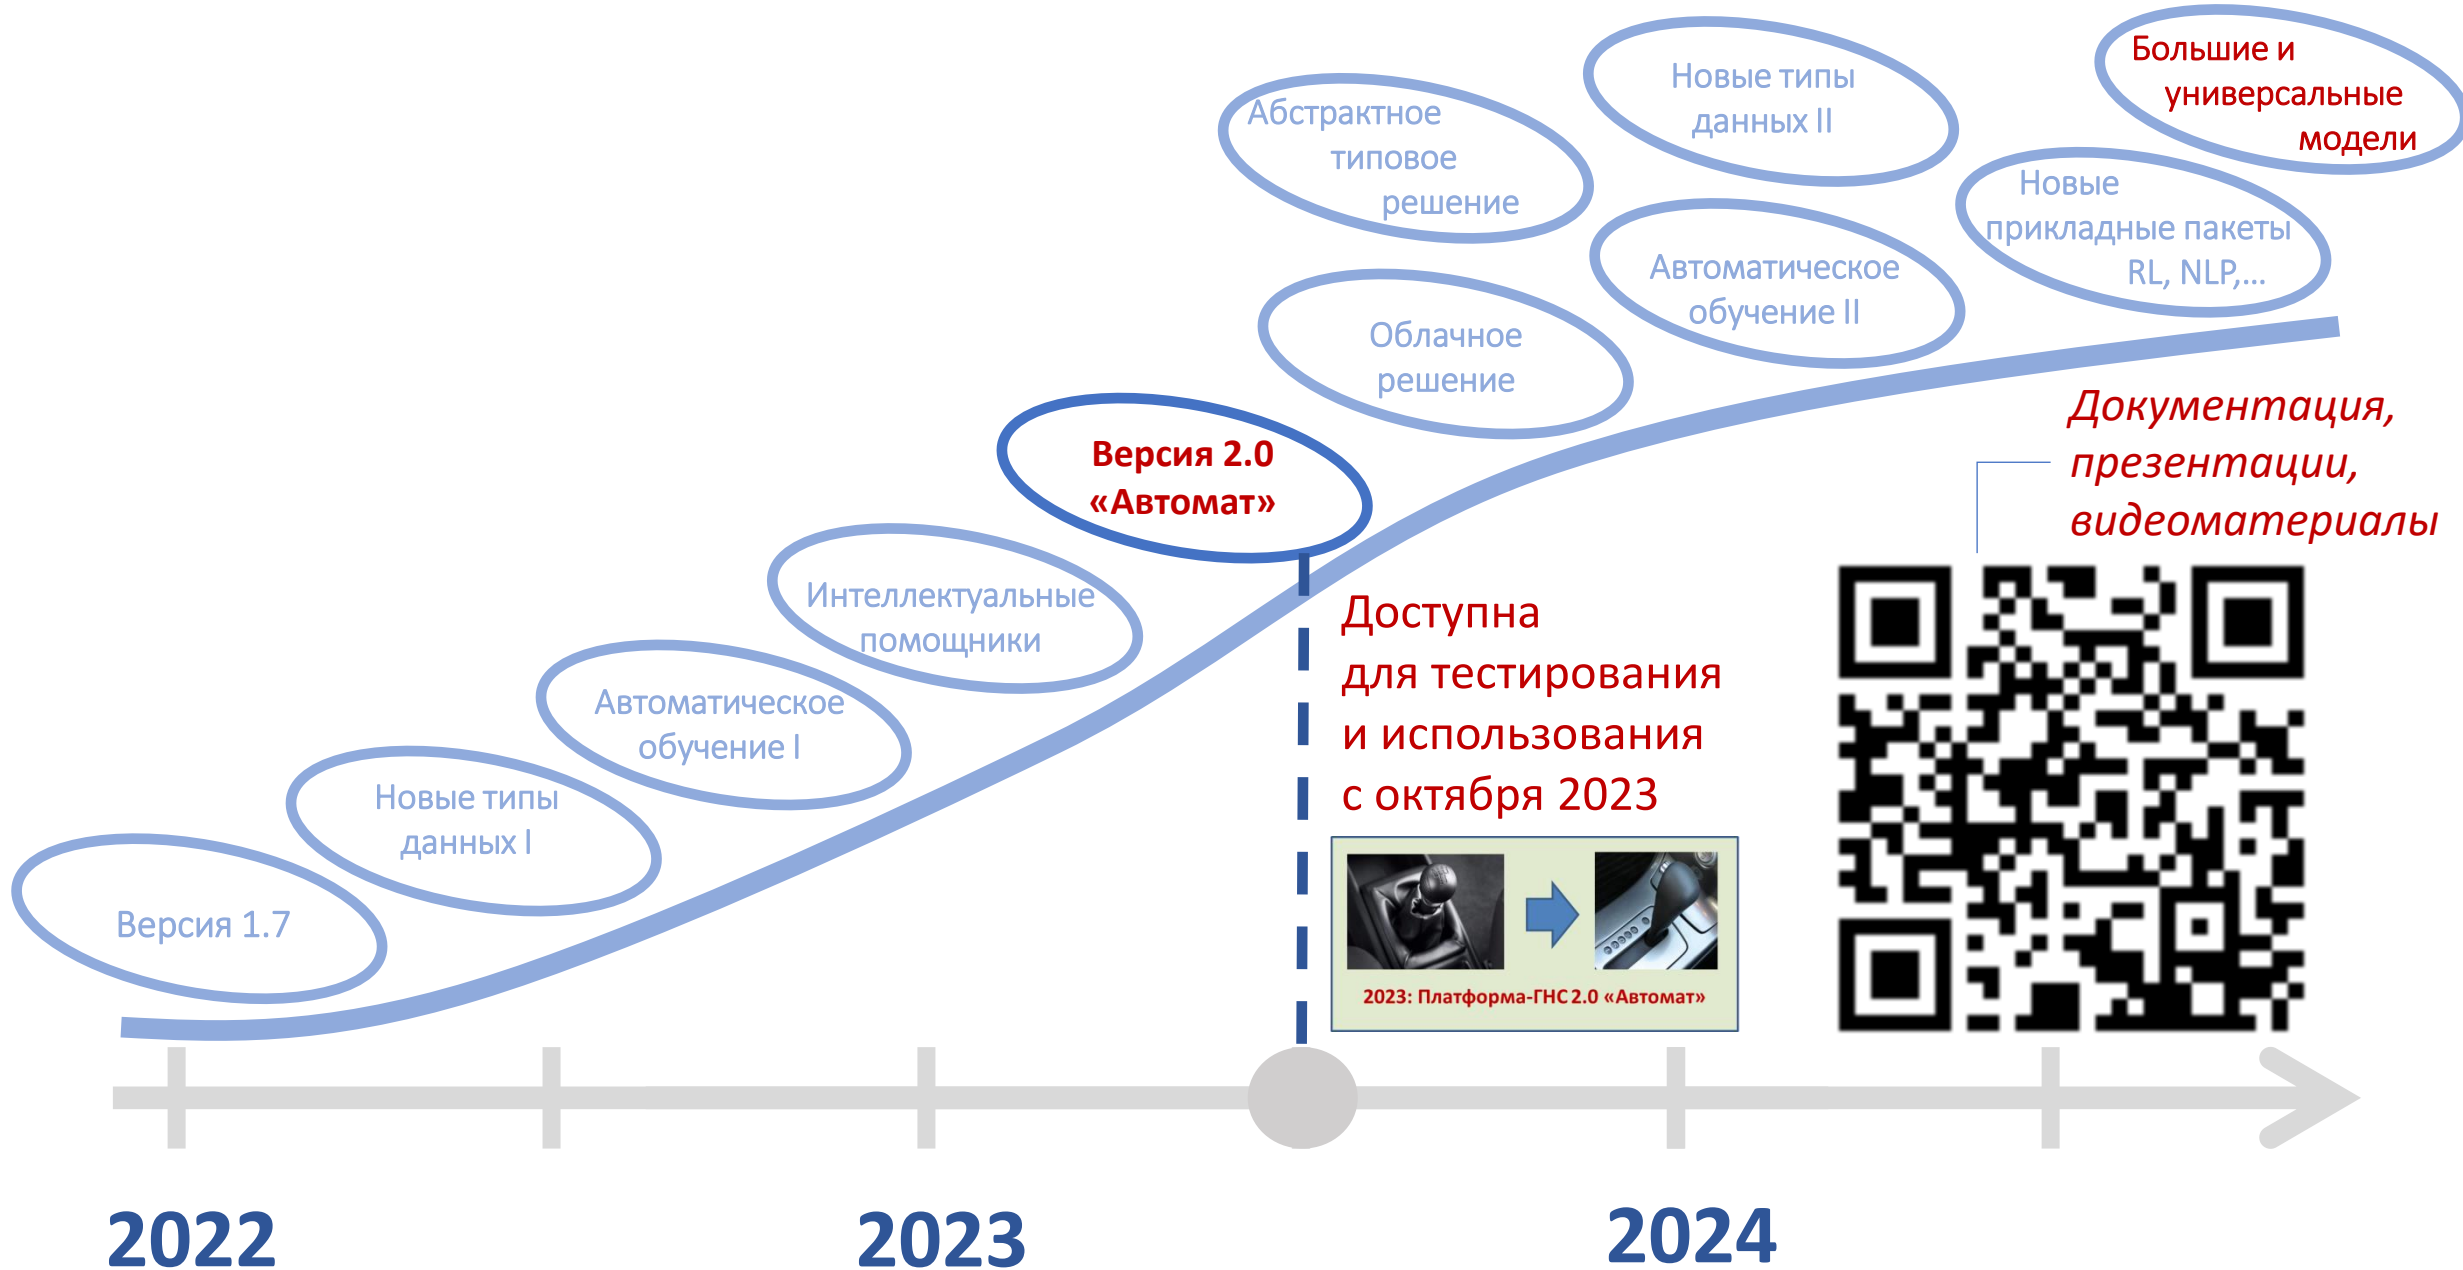 Большие и
универсальные
модели
Новые типы
данных II
Абстрактное
типовое
решение
Новые
прикладные пакеты
RL, NLP,...
Автоматическое
обучение II
Облачное
решение
Документация,
презентации,
видеоматериалы
Версия 2.0
«Автомат»
Интеллектуальные
помощники
Доступна
для тестирования
и использования
с октября 2023
Автоматическое
обучение I
Новые типы
данных I
Версия 1.7
2023: Платформа-ГНС 2.0 «Автомат»
2022
2023
2024